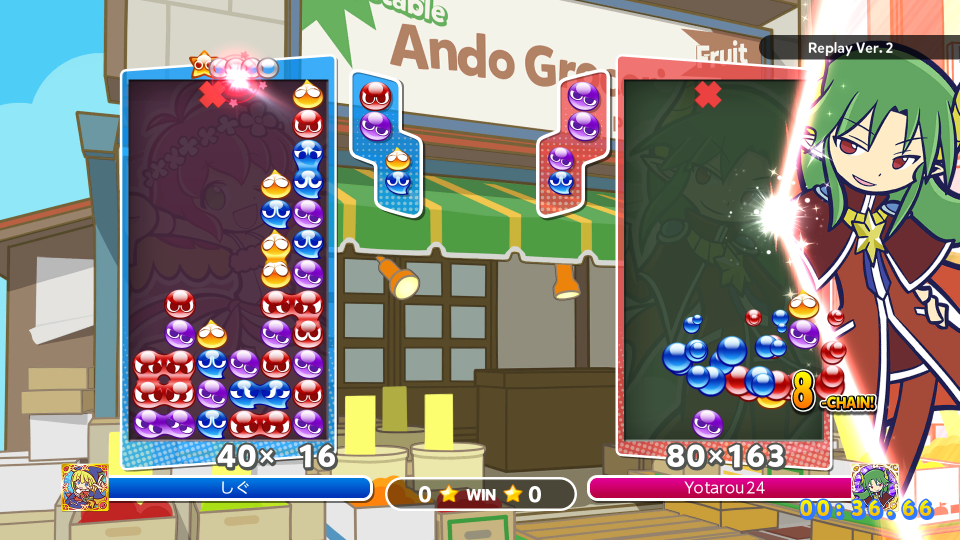 table
Ando Gro
Fruit
Replay Ver. 2
8-CHAIN!
40× 16
80×163
しぐ
0 WIN 0
Yotarou24
00:36.66